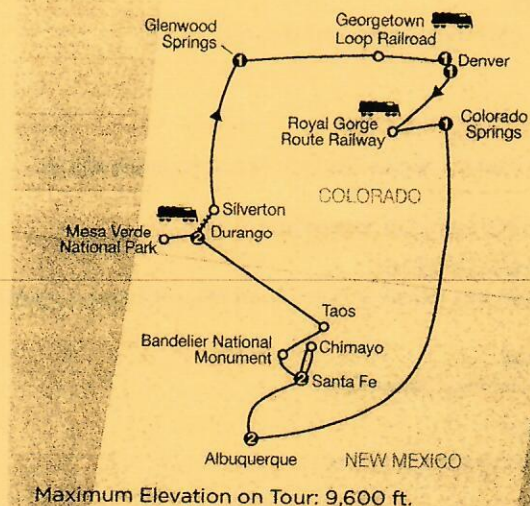 Georgetown
Loop Railroad
Glenwood
Springs
1
1
Denver
1
Royal Gorge
Route Railway
1
Colorado
Springs
COLORADO
Silverton
Mesa Verde
National Park
2
Durango
Taos
Bandelier National
Monument
Chimayo
2
Santa Fe
2
Albuquerque
NEW MEXICO
Maximum Elevation on Tour: 9,600 ft.